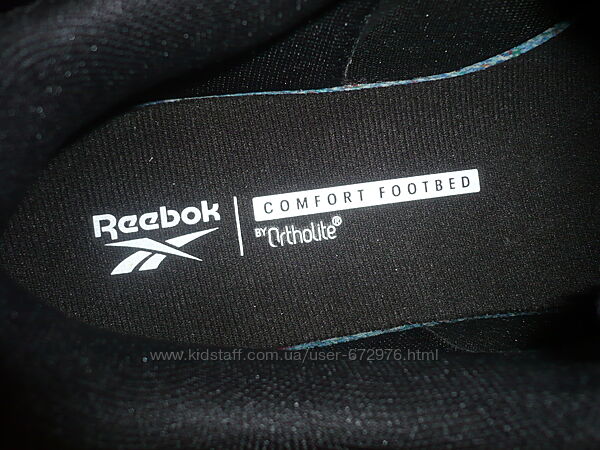 Reebok
COMFORT FOOTBED
BY Ortholite®
www.kidstaff.com.ua/user-672976.html